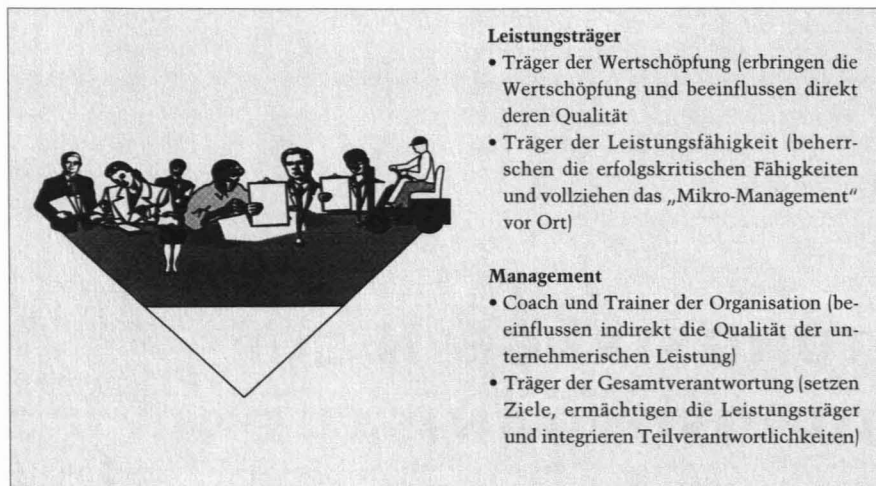 Leistungsträger
• Träger der Wertschöpfung (erbringen die
Wertschöpfung und beeinflussen direkt
deren Qualität
• Träger der Leistungsfähigkeit (beherr-
schen die erfolgskritischen Fähigkeiten
und vollziehen das „Mikro-Management“
vor Ort)
Management
• Coach und Trainer der Organisation (be-
einflussen indirekt die Qualität der un-
ternehmerischen Leistung)
• Träger der Gesamtverantwortung (setzen
Ziele, ermächtigen die Leistungsträger
und integrieren Teilverantwortlichkeiten)